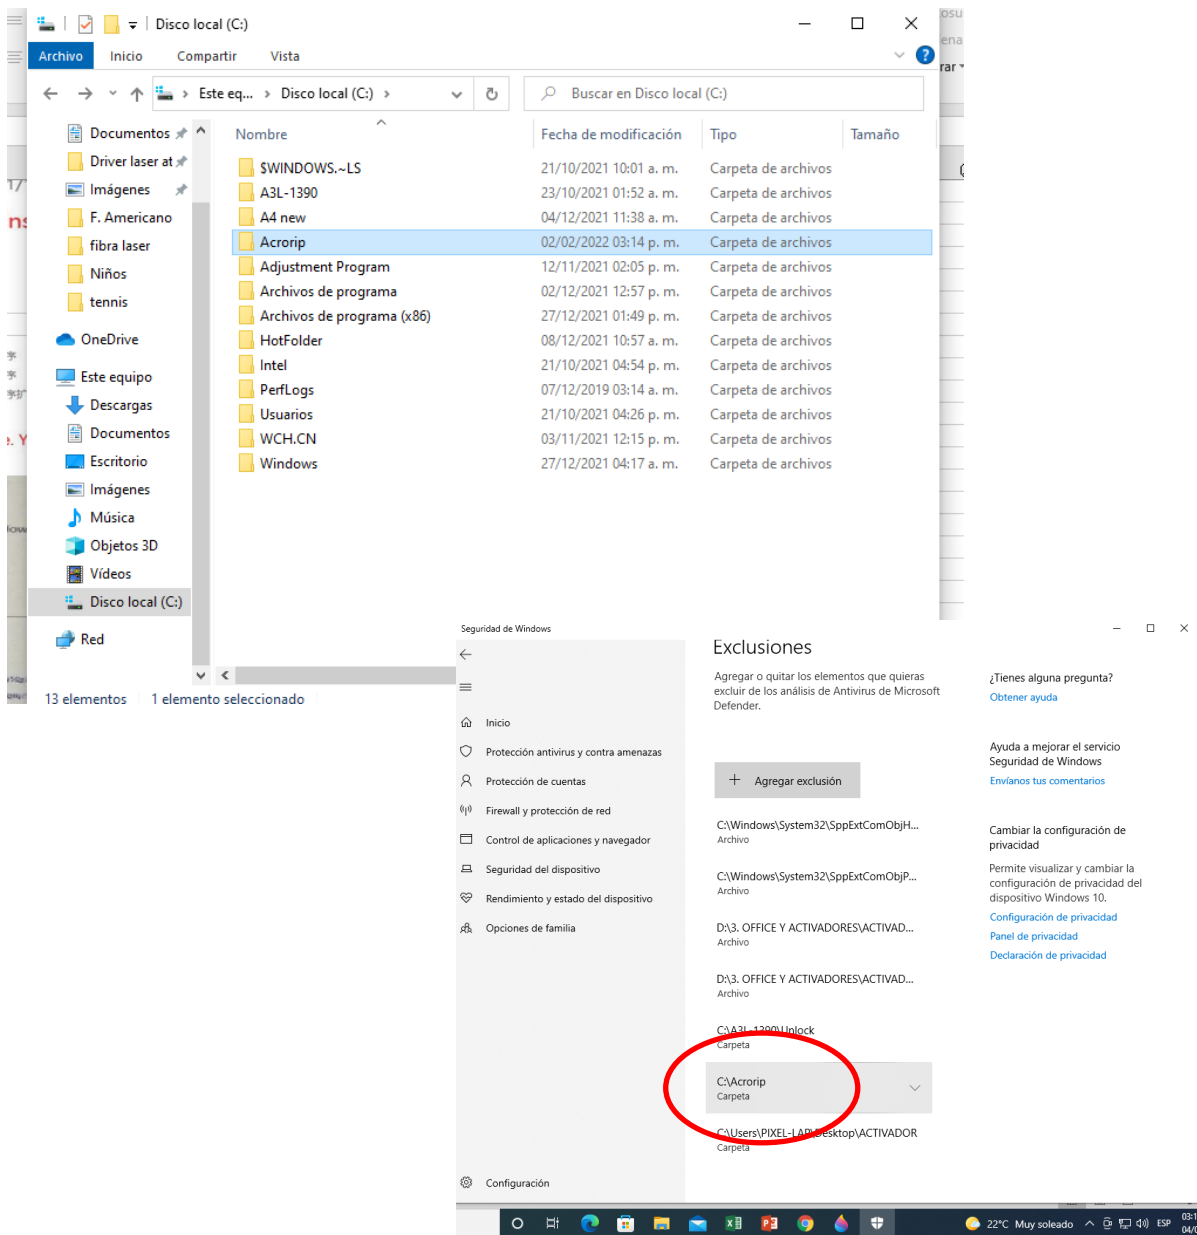 Disco local (C:)
Archivo Inicio Compartir Vista
Este eq... Disco local (C:)
Buscar en Disco local (C:)
Documentos
Driver laser at
Imágenes
F. Americano
fibra laser
Niños
tennis
OneDrive
Este equipo
Descargas
Documentos
Escritorio
Imágenes
Música
Objetos 3D
Vídeos
Disco local (C:)
Red
Nombre Fecha de modificación Tipo Tamaño
$WINDOWS.~LS 21/10/2021 10:01 a. m. Carpeta de archivos
A3L-1390 23/10/2021 01:52 a. m. Carpeta de archivos
A4 new 04/12/2021 11:38 a. m. Carpeta de archivos
Acrorip 02/02/2022 03:14 p. m. Carpeta de archivos
Adjustment Program 12/11/2021 02:05 p. m. Carpeta de archivos
Archivos de programa 02/12/2021 12:57 p. m. Carpeta de archivos
Archivos de programa (x86) 27/12/2021 01:49 p. m. Carpeta de archivos
HotFolder 08/12/2021 10:57 a. m. Carpeta de archivos
Intel 21/10/2021 04:54 p. m. Carpeta de archivos
PerfLogs 07/12/2019 03:14 a. m. Carpeta de archivos
Usuarios 21/10/2021 04:26 p. m. Carpeta de archivos
WCH.CN 03/11/2021 12:15 p. m. Carpeta de archivos
Windows 27/12/2021 04:17 a. m. Carpeta de archivos
13 elementos 1 elemento seleccionado
Seguridad de Windows
Inicio
Protección antivirus y contra amenazas
Protección de cuentas
Firewall y protección de red
Control de aplicaciones y navegador
Seguridad del dispositivo
Rendimiento y estado del dispositivo
Opciones de familia
Configuración
Exclusiones
Agregar o quitar los elementos que quieras
excluir de los análisis de Antivirus de Microsoft
Defender.
Agregar exclusión
C:\Windows\System32\SppExtComObjH...
Archivo
C:\Windows\System32\SppExtComObjP...
Archivo
D:\3. OFFICE Y ACTIVADORES\ACTIVAD...
Archivo
D:\3. OFFICE Y ACTIVADORES\ACTIVAD...
Archivo
C:\A3L-1390\Unlock
Carpeta
C:\Acrorip
Carpeta
C:\Users\PIXEL-LAP\Desktop\ACTIVADOR
Carpeta
¿Tienes alguna pregunta?
Obtener ayuda
Ayuda a mejorar el servicio
Seguridad de Windows
Envíanos tus comentarios
Cambiar la configuración de
privacidad
Permite visualizar y cambiar la
configuración de privacidad del
dispositivo Windows 10.
Configuración de privacidad
Panel de privacidad
Declaración de privacidad
22°C Muy soleado ESP